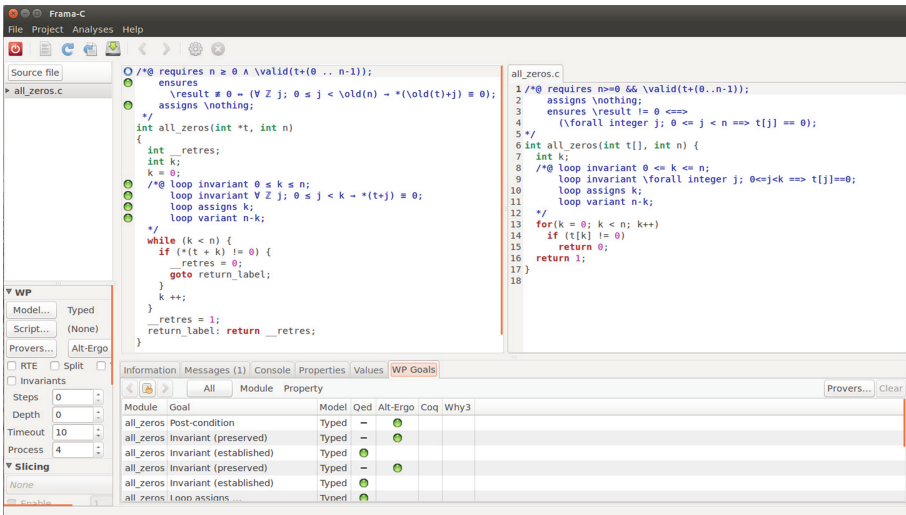 Frama-C
File Project Analyses Help
Source file
all_zeros.c
/*@ requires n ≥ 0 ∧ \valid(t+(0 .. n-1));
ensures
\result ≢ 0 ⇔ (∀ ℤ j; 0 ≤ j < \old(n) ⇒ *(\old(t)+j) ≡ 0);
assigns \nothing;
*/
int all_zeros(int *t, int n)
{
int __retres;
int k;
k = 0;
/*@ loop invariant 0 ≤ k ≤ n;
loop invariant ∀ ℤ j; 0 ≤ j < k ⇒ *(t+j) ≡ 0;
loop assigns k;
loop variant n-k;
*/
while (k < n) {
if (*(t + k) != 0) {
__retres = 0;
goto return_label;
}
k ++;
}
__retres = 1;
return_label: return __retres;
}
all_zeros.c
1 /*@ requires n>=0 && \valid(t+(0..n-1));
2 assigns \nothing;
3 ensures \result != 0 <==>
4 (\forall integer j; 0 <= j < n ==> t[j] == 0);
5 */
6 int all_zeros(int t[], int n) {
7 int k;
8 /*@ loop invariant 0 <= k <= n;
9 loop invariant \forall integer j; 0<=j<k ==> t[j]==0;
10 loop assigns k;
11 loop variant n-k;
12 */
13 for(k = 0; k < n; k++)
14 if (t[k] != 0)
15 return 0;
16 return 1;
17 }
18
WP
Model... Typed
Script... (None)
Provers... Alt-Ergo
RTE Split
Invariants
Steps 0
Depth 0
Timeout 10
Process 4
Slicing
None
Enable 1
Information Messages (1) Console Properties Values WP Goals
All Module Property Provers... Clear
Module Goal Model Qed Alt-Ergo Coq Why3
all_zeros Post-condition Typed –
all_zeros Invariant (preserved) Typed –
all_zeros Invariant (established) Typed
all_zeros Invariant (preserved) Typed –
all_zeros Invariant (established) Typed
all_zeros Loop assigns ... Typed